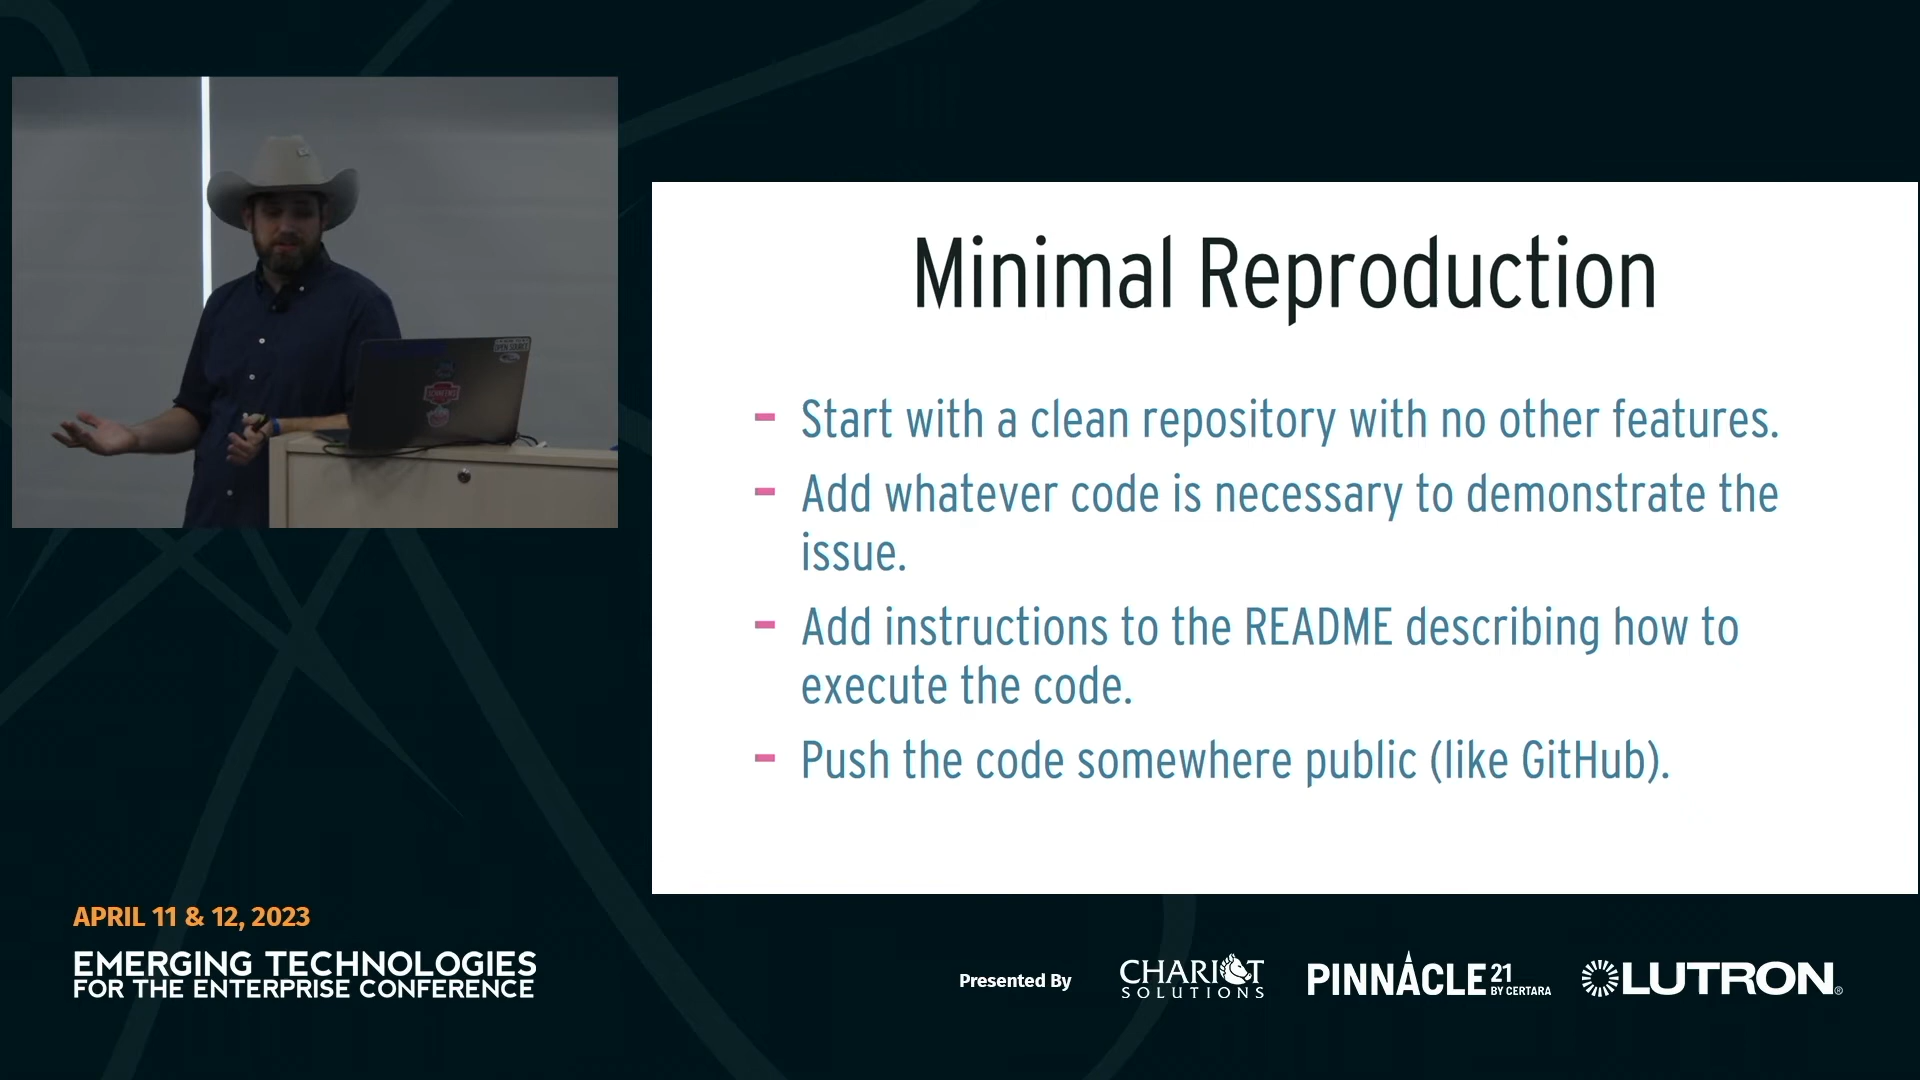 Minimal Reproduction
- Start with a clean repository with no other features.
- Add whatever code is necessary to demonstrate the
issue.
- Add instructions to the README describing how to
execute the code.
- Push the code somewhere public (like GitHub).
OPEN SOURCE
APRIL 11 & 12, 2023
EMERGING TECHNOLOGIES
FOR THE ENTERPRISE CONFERENCE
Presented By
CHARIOT
SOLUTIONS
PINNACLE 21
BY CERTARA
LUTRON®